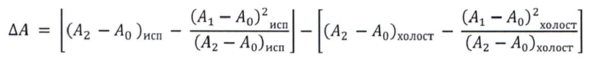 ΔA = [(A₂ − A₀)исп − (A₁ − A₀)²исп / (A₂ − A₀)исп] − [(A₂ − A₀)холост − (A₁ − A₀)²холост / (A₂ − A₀)холост]